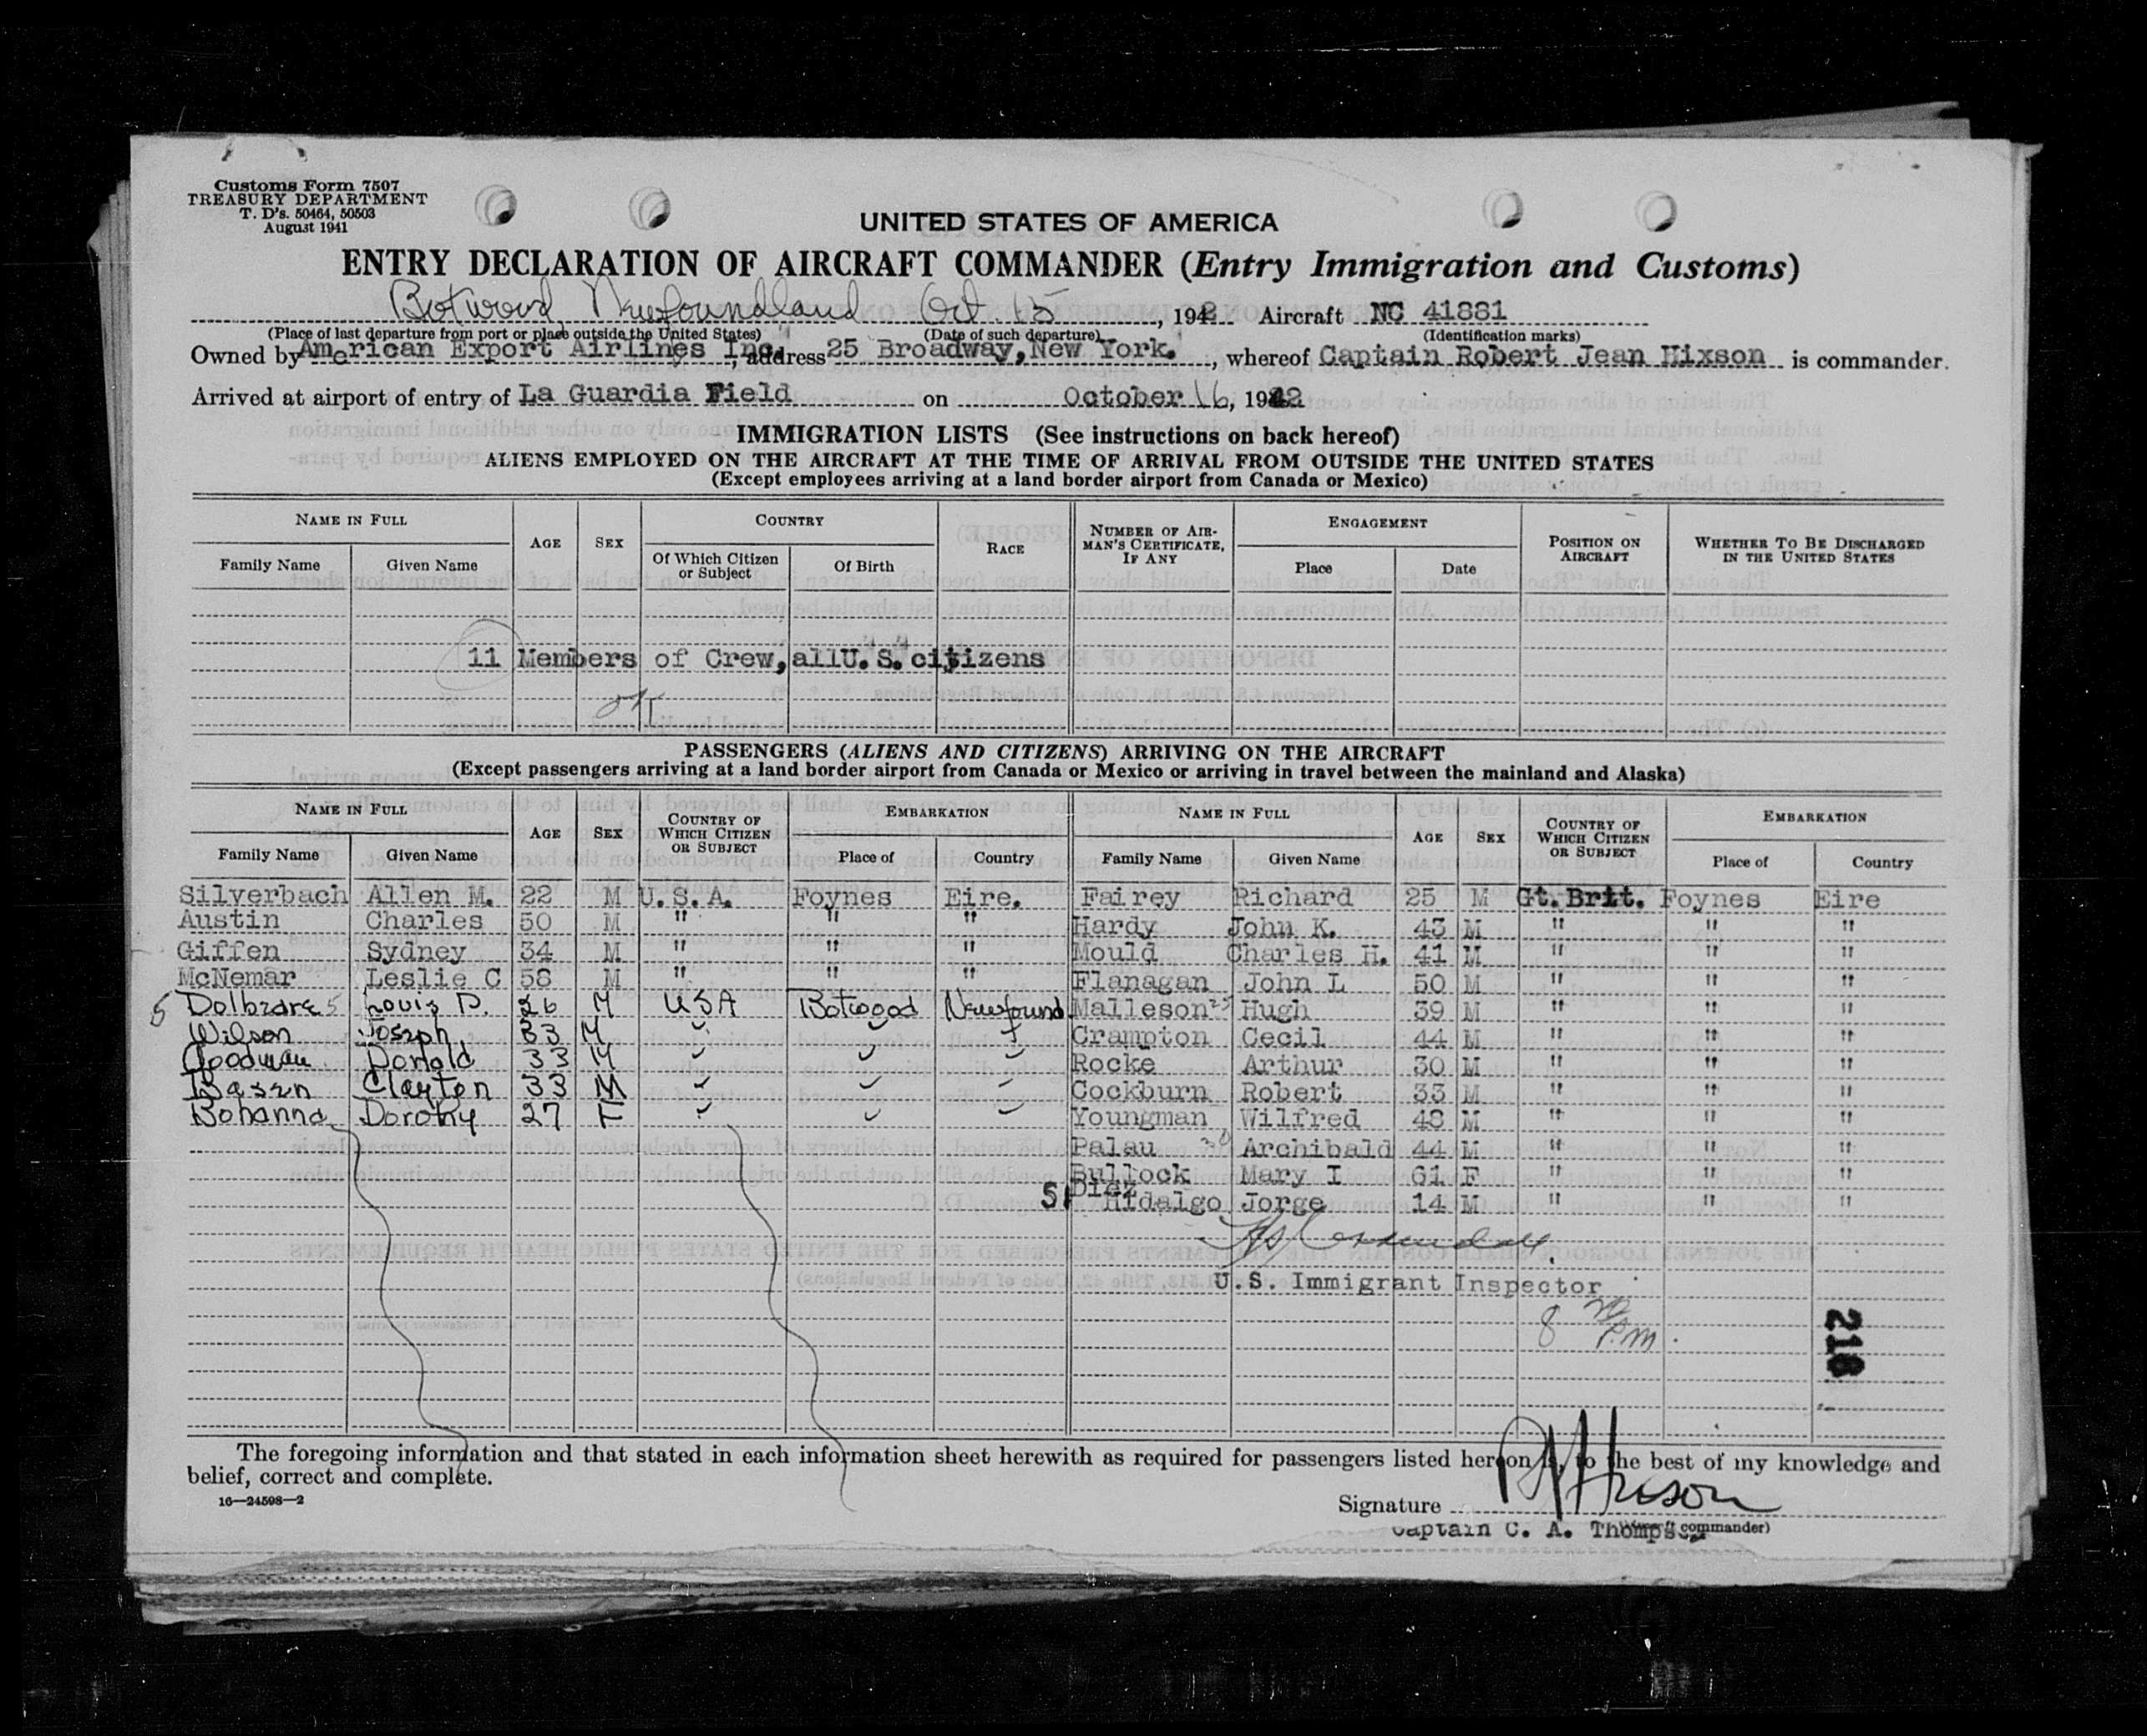 Customs Form 7507
TREASURY DEPARTMENT
T. D's. 50464, 50503
August 1941
UNITED STATES OF AMERICA
ENTRY DECLARATION OF AIRCRAFT COMMANDER (Entry Immigration and Customs)
Botwood Newfoundland Oct. 15, 1942 Aircraft NC 41881
(Place of last departure from port or place outside the United States) (Date of such departure) (Identification marks)
Owned by American Export Airlines Inc., address 25 Broadway, New York., whereof Captain Robert Jean Hixson is commander.
Arrived at airport of entry of La Guardia Field on October 16, 1942
IMMIGRATION LISTS (See instructions on back hereof)
ALIENS EMPLOYED ON THE AIRCRAFT AT THE TIME OF ARRIVAL FROM OUTSIDE THE UNITED STATES
(Except employees arriving at a land border airport from Canada or Mexico)
NAME IN FULL AGE SEX COUNTRY RACE NUMBER OF AIRMAN'S CERTIFICATE, IF ANY ENGAGEMENT POSITION ON AIRCRAFT WHETHER TO BE DISCHARGED IN THE UNITED STATES
Family Name Given Name Of Which Citizen or Subject Of Birth Place Date
11 Members of Crew, all U. S. citizens
OK
PASSENGERS (ALIENS AND CITIZENS) ARRIVING ON THE AIRCRAFT
(Except passengers arriving at a land border airport from Canada or Mexico or arriving in travel between the mainland and Alaska)
NAME IN FULL AGE SEX COUNTRY OF WHICH CITIZEN OR SUBJECT EMBARKATION NAME IN FULL AGE SEX COUNTRY OF WHICH CITIZEN OR SUBJECT EMBARKATION
Family Name Given Name Place of Country Family Name Given Name Place of Country
Silverbach Allen M. 22 M U.S.A. Foynes Eire. Fairey Richard 25 M Gt. Brit. Foynes Eire
Austin Charles 50 M " " " Hardy John K. 43 M " " "
Giffen Sydney 34 M " " " Mould Charles H. 41 M " " "
McNemar Leslie C 58 M " " " Flanagan John L 50 M " " "
5 Dolbzare 5 Louis D. 26 M USA Botwood Newfound Malleson 25 Hugh 39 M " " "
Wilson Joseph 33 M " " " Crampton Cecil 44 M " " "
Goodwau Donald 33 M " " " Rocke Arthur 30 M " " "
Basen Clayton 33 M " " " Cockburn Robert 33 M " " "
Bohanna Dorothy 27 F " " " Youngman Wilfred 48 M " " "
Palau Archibald 44 M " " "
Bullock Mary I 61 F " " "
51 Diez Hidalgo Jorge 14 M " " "
U.S. Immigrant Inspector
8 20 P.m.
218
The foregoing information and that stated in each information sheet herewith as required for passengers listed hereon is, to the best of my knowledge and
belief, correct and complete.
16—24598—2
Signature RJHixson
Captain C. A. Thompson commander)